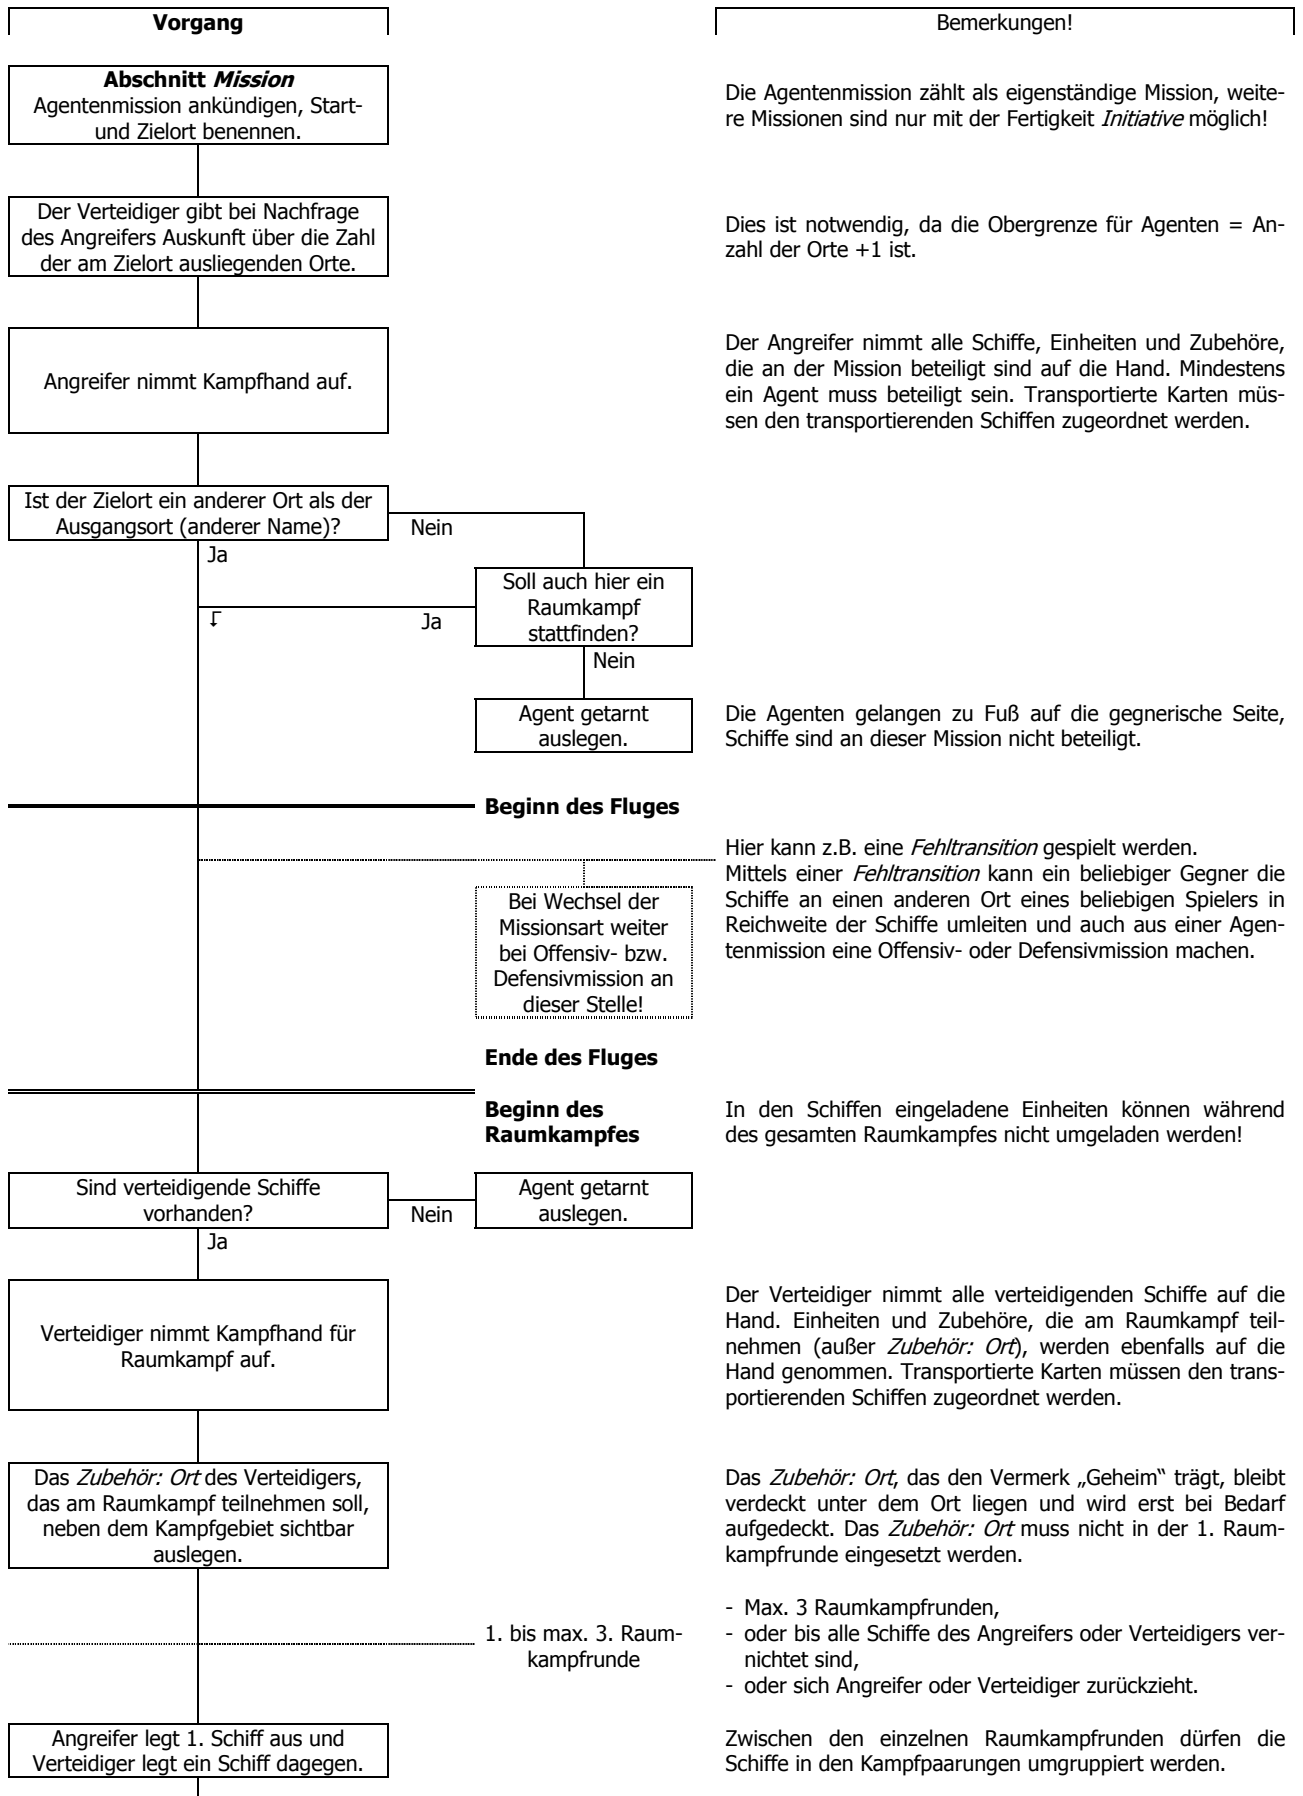 Vorgang
Bemerkungen!
Abschnitt Mission
Agentenmission ankündigen, Start-
und Zielort benennen.
Die Agentenmission zählt als eigenständige Mission, weite-
re Missionen sind nur mit der Fertigkeit Initiative möglich!
Der Verteidiger gibt bei Nachfrage
des Angreifers Auskunft über die Zahl
der am Zielort ausliegenden Orte.
Dies ist notwendig, da die Obergrenze für Agenten = An-
zahl der Orte +1 ist.
Angreifer nimmt Kampfhand auf.
Der Angreifer nimmt alle Schiffe, Einheiten und Zubehöre,
die an der Mission beteiligt sind auf die Hand. Mindestens
ein Agent muss beteiligt sein. Transportierte Karten müs-
sen den transportierenden Schiffen zugeordnet werden.
Ist der Zielort ein anderer Ort als der
Ausgangsort (anderer Name)?
Nein
Ja
Soll auch hier ein
Raumkampf
stattfinden?
Ja
Nein
Agent getarnt
auslegen.
Die Agenten gelangen zu Fuß auf die gegnerische Seite,
Schiffe sind an dieser Mission nicht beteiligt.
Beginn des Fluges
Hier kann z.B. eine Fehltransition gespielt werden.
Mittels einer Fehltransition kann ein beliebiger Gegner die
Schiffe an einen anderen Ort eines beliebigen Spielers in
Reichweite der Schiffe umleiten und auch aus einer Agen-
tenmission eine Offensiv- oder Defensivmission machen.
Bei Wechsel der
Missionsart weiter
bei Offensiv- bzw.
Defensivmission an
dieser Stelle!
Ende des Fluges
Beginn des
Raumkampfes
In den Schiffen eingeladene Einheiten können während
des gesamten Raumkampfes nicht umgeladen werden!
Sind verteidigende Schiffe
vorhanden?
Nein
Agent getarnt
auslegen.
Ja
Verteidiger nimmt Kampfhand für
Raumkampf auf.
Der Verteidiger nimmt alle verteidigenden Schiffe auf die
Hand. Einheiten und Zubehöre, die am Raumkampf teil-
nehmen (außer Zubehör: Ort), werden ebenfalls auf die
Hand genommen. Transportierte Karten müssen den trans-
portierenden Schiffen zugeordnet werden.
Das Zubehör: Ort des Verteidigers,
das am Raumkampf teilnehmen soll,
neben dem Kampfgebiet sichtbar
auslegen.
Das Zubehör: Ort, das den Vermerk „Geheim“ trägt, bleibt
verdeckt unter dem Ort liegen und wird erst bei Bedarf
aufgedeckt. Das Zubehör: Ort muss nicht in der 1. Raum-
kampfrunde eingesetzt werden.
1. bis max. 3. Raum-
kampfrunde
- Max. 3 Raumkampfrunden,
- oder bis alle Schiffe des Angreifers oder Verteidigers ver-
nichtet sind,
- oder sich Angreifer oder Verteidiger zurückzieht.
Angreifer legt 1. Schiff aus und
Verteidiger legt ein Schiff dagegen.
Zwischen den einzelnen Raumkampfrunden dürfen die
Schiffe in den Kampfpaarungen umgruppiert werden.